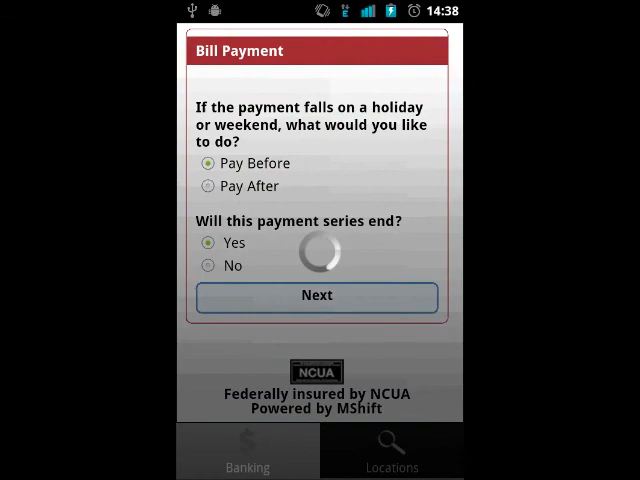 14:38
Bill Payment
If the payment falls on a holiday
or weekend, what would you like
to do?
Pay Before
Pay After
Will this payment series end?
Yes
No
Next
NCUA
Federally insured by NCUA
Powered by MShift
Banking
Locations